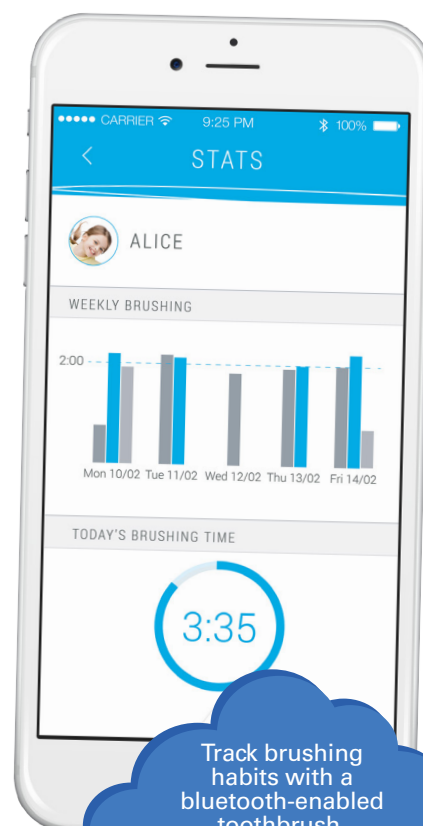 CARRIER 9:25 PM 100%
STATS
ALICE
WEEKLY BRUSHING
2:00
Mon 10/02 Tue 11/02 Wed 12/02 Thu 13/02 Fri 14/02
TODAY'S BRUSHING TIME
3:35
Track brushing
habits with a
bluetooth-enabled
toothbrush